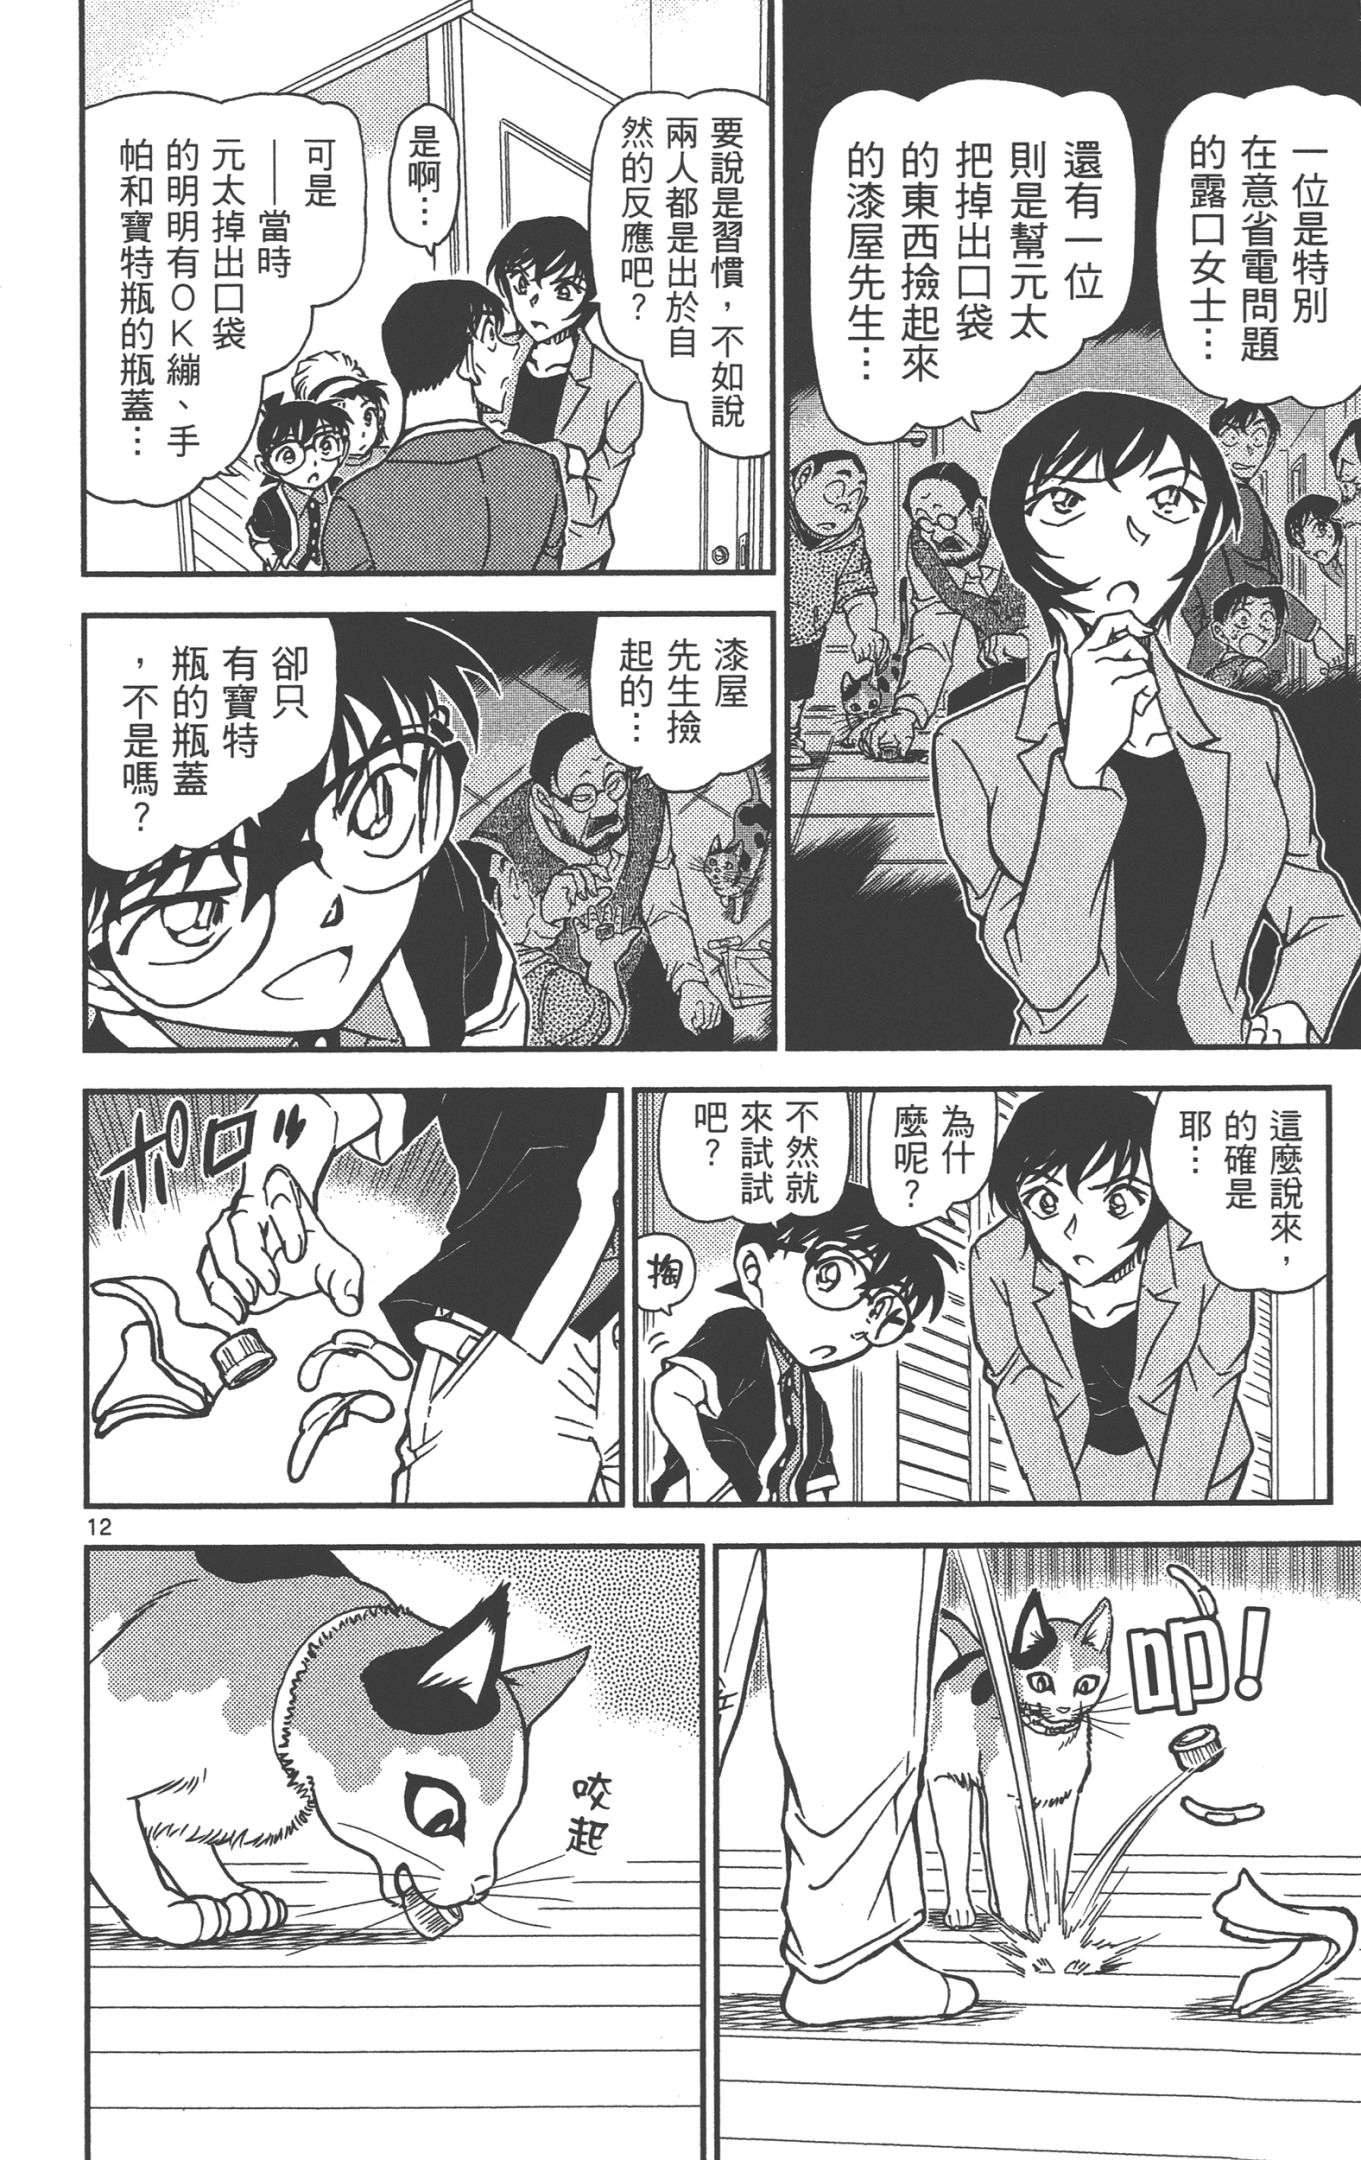 一位是特別
在意省電問題
的露口女士⋯
還有一位
則是幫元太
把掉出口袋
的東西撿起來
的漆屋先生⋯
要說是習慣，不如說
兩人都是出於自
然的反應吧？
是啊⋯
可是
——當時
元太掉出口袋
的明明有OK繃、手
帕和寶特瓶的瓶蓋⋯
漆屋
先生撿
起的⋯
卻只
有寶特
瓶的瓶蓋
，不是嗎？
這麼說來，
的確是
耶⋯
為什
麼呢？
不然就
來試試
吧？
掏
ポロッ
12
叩！
咬
起